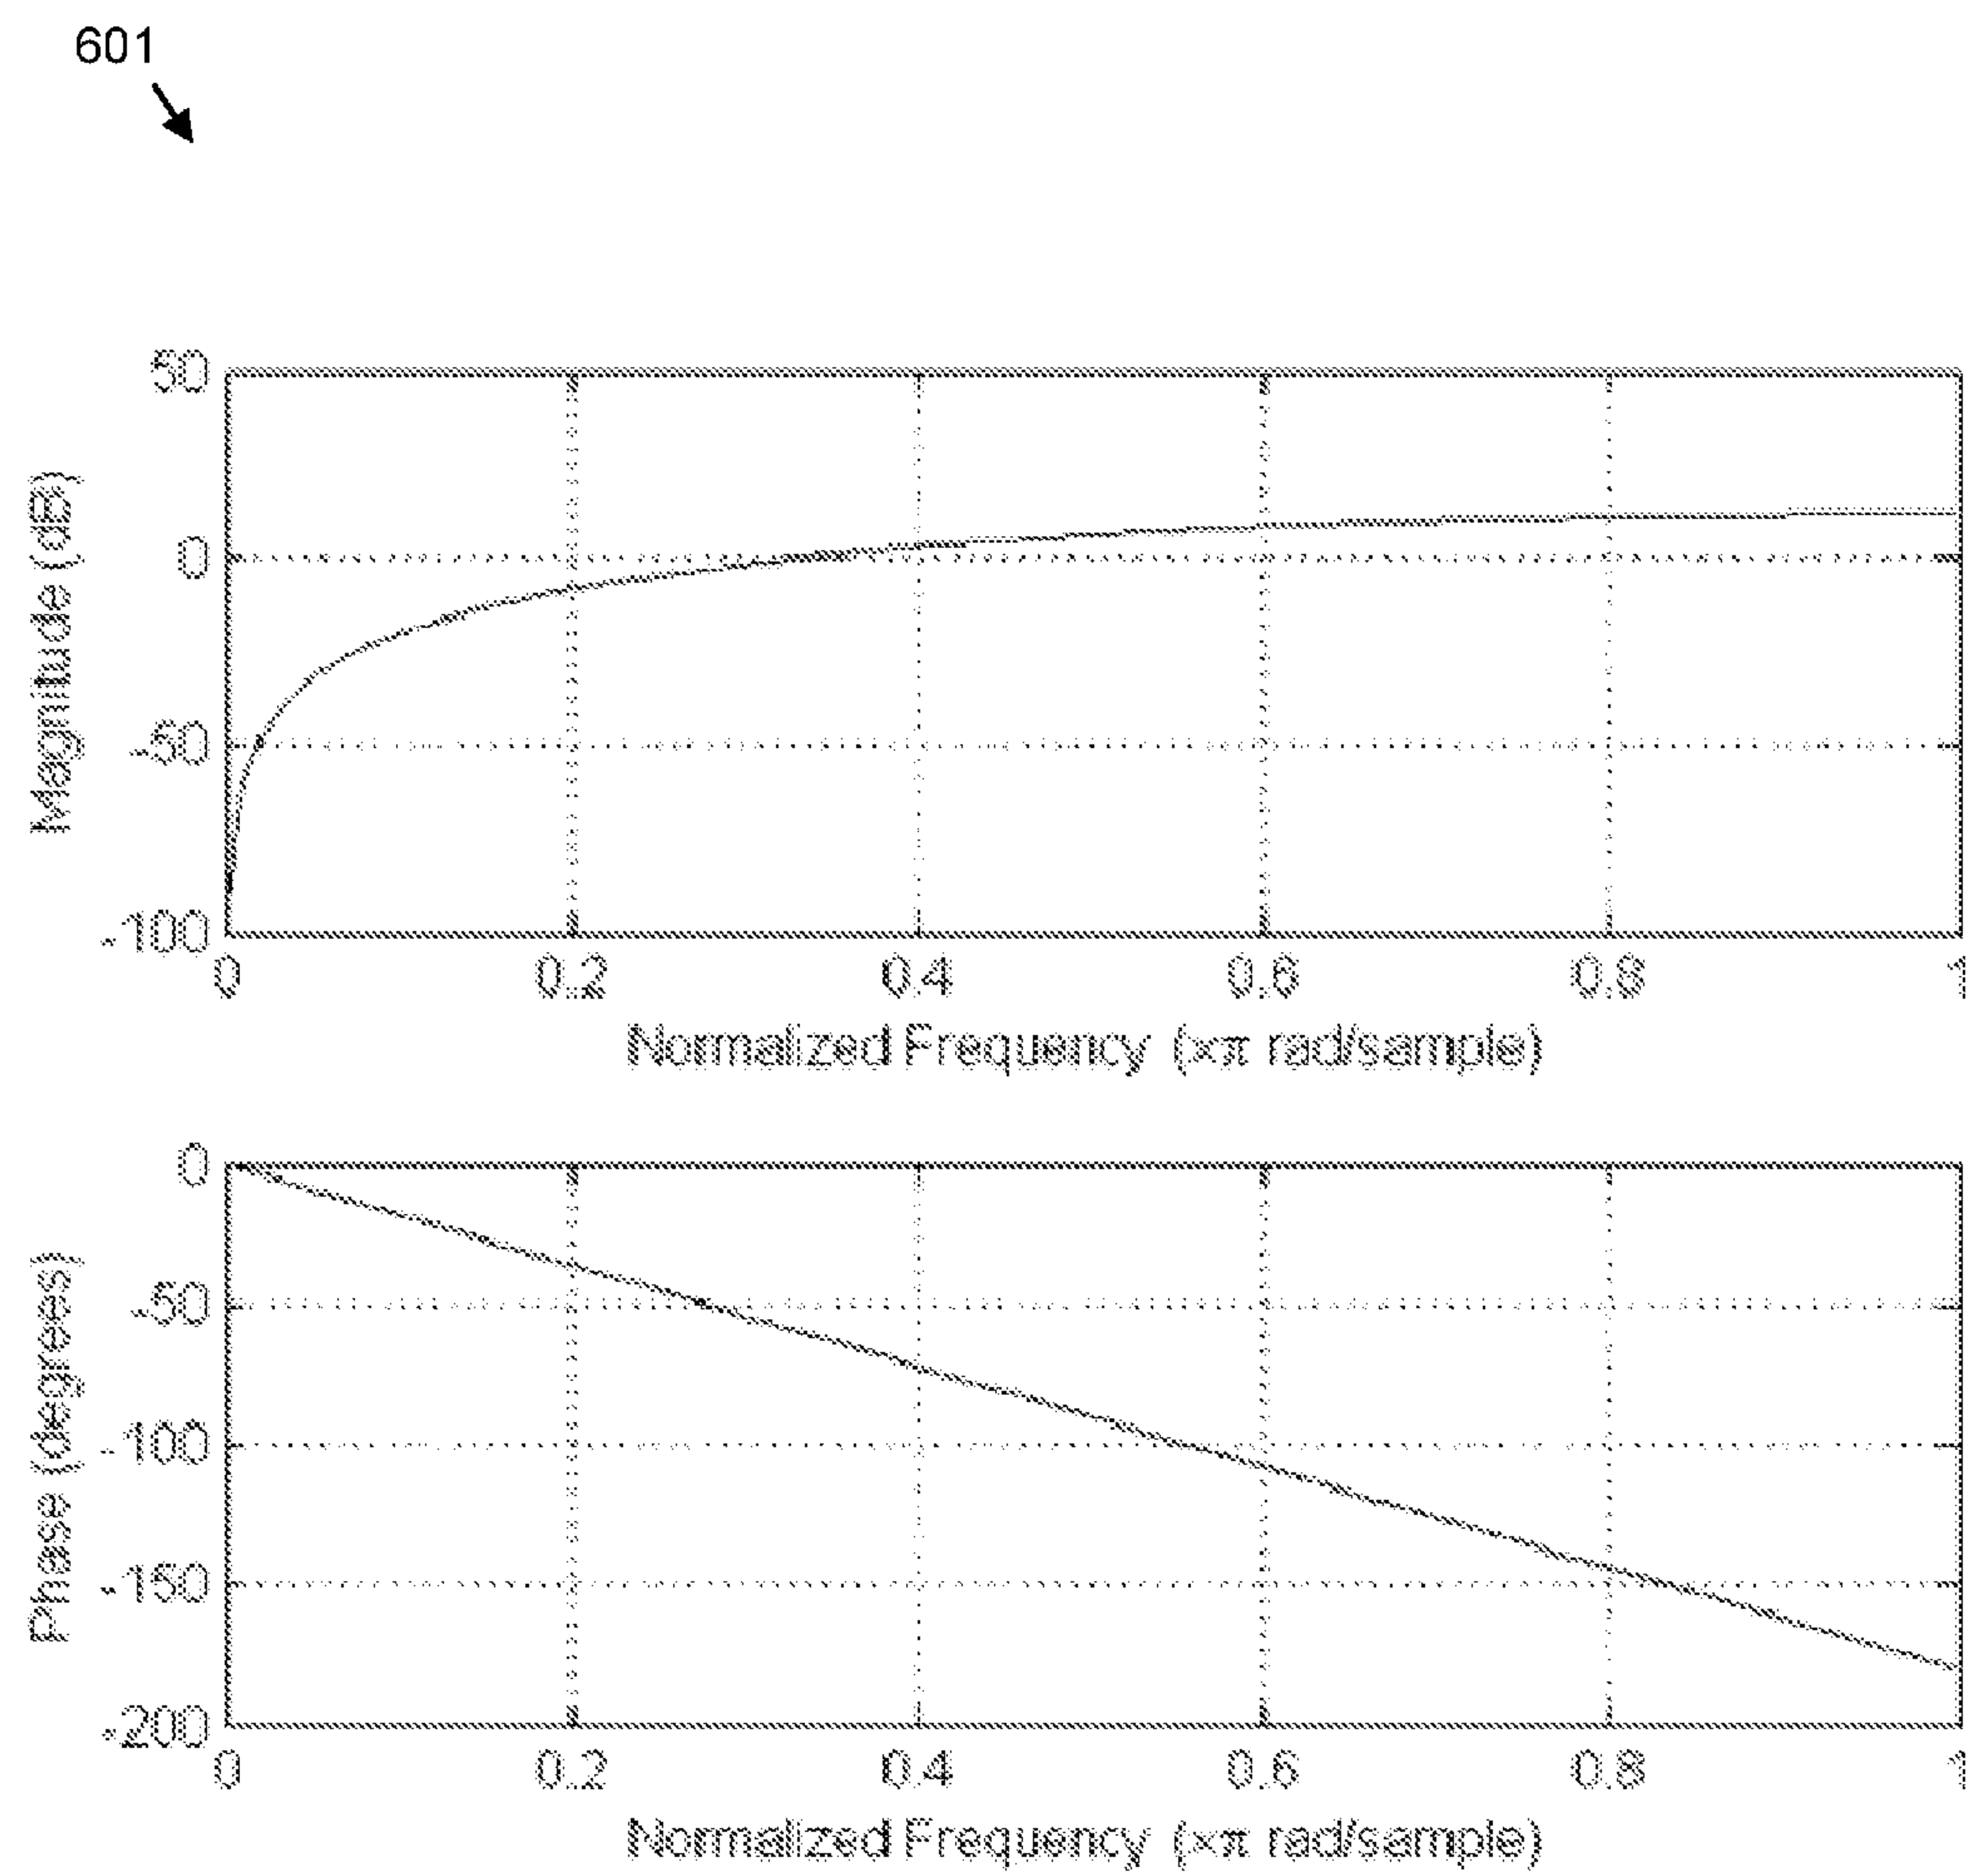 601
50
0
-50
-100
Magnitude (dB)
0 0.2 0.4 0.6 0.8 1
Normalized Frequency (×π rad/sample)
0
-50
-100
-150
-200
Phase (degrees)
0 0.2 0.4 0.6 0.8 1
Normalized Frequency (×π rad/sample)